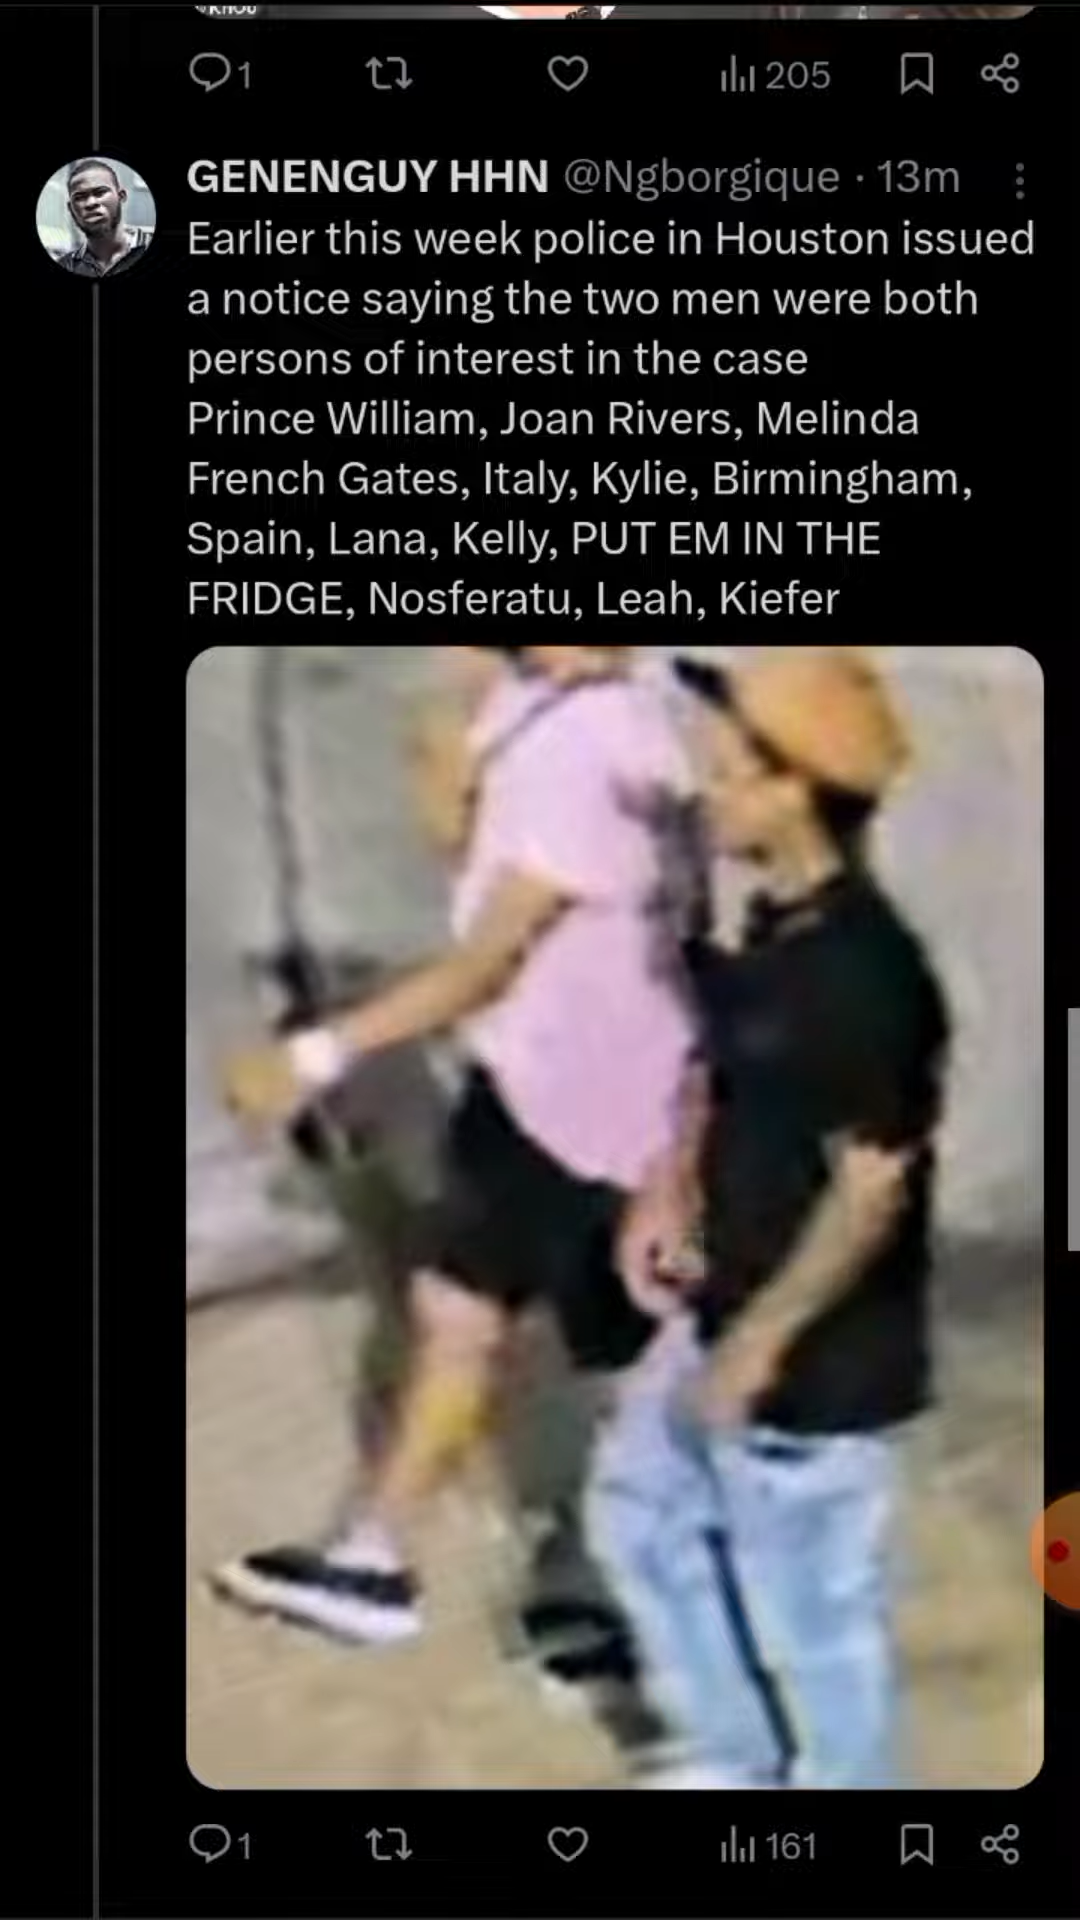 1 205
GENENGUY HHN @Ngborgique · 13m
Earlier this week police in Houston issued
a notice saying the two men were both
persons of interest in the case
Prince William, Joan Rivers, Melinda
French Gates, Italy, Kylie, Birmingham,
Spain, Lana, Kelly, PUT EM IN THE
FRIDGE, Nosferatu, Leah, Kiefer
1 161